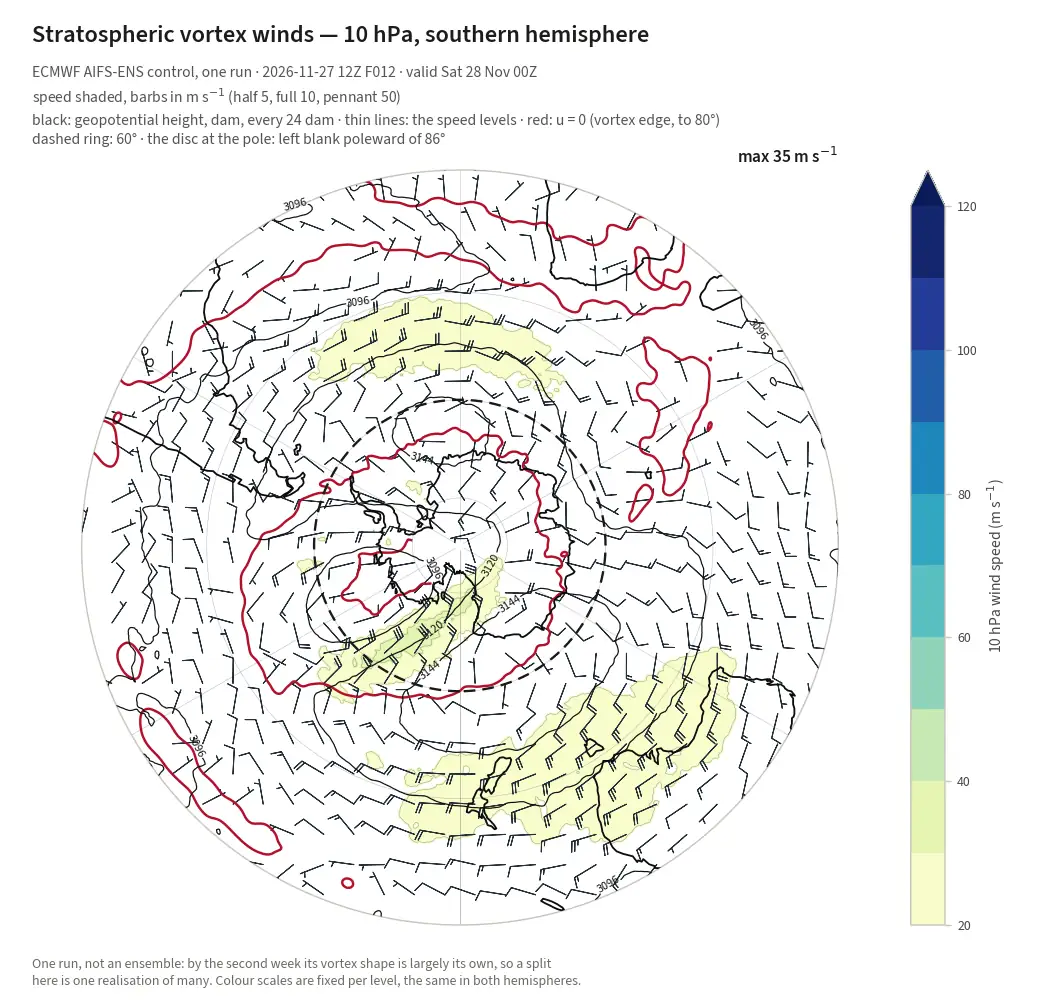 Stratospheric vortex winds — 10 hPa, southern hemisphere
ECMWF AIFS-ENS control, one run · 2026-11-27 12Z F012 · valid Sat 28 Nov 00Z
speed shaded, barbs in m s⁻¹ (half 5, full 10, pennant 50)
black: geopotential height, dam, every 24 dam · thin lines: the speed levels · red: u = 0 (vortex edge, to 80°)
dashed ring: 60° · the disc at the pole: left blank poleward of 86°
max 35 m s⁻¹
3096
3096
3096
3144
3096
3120
3144
3120
3144
3096
3096
120
100
80
60
40
20
10 hPa wind speed (m s⁻¹)
One run, not an ensemble: by the second week its vortex shape is largely its own, so a split
here is one realisation of many. Colour scales are fixed per level, the same in both hemispheres.